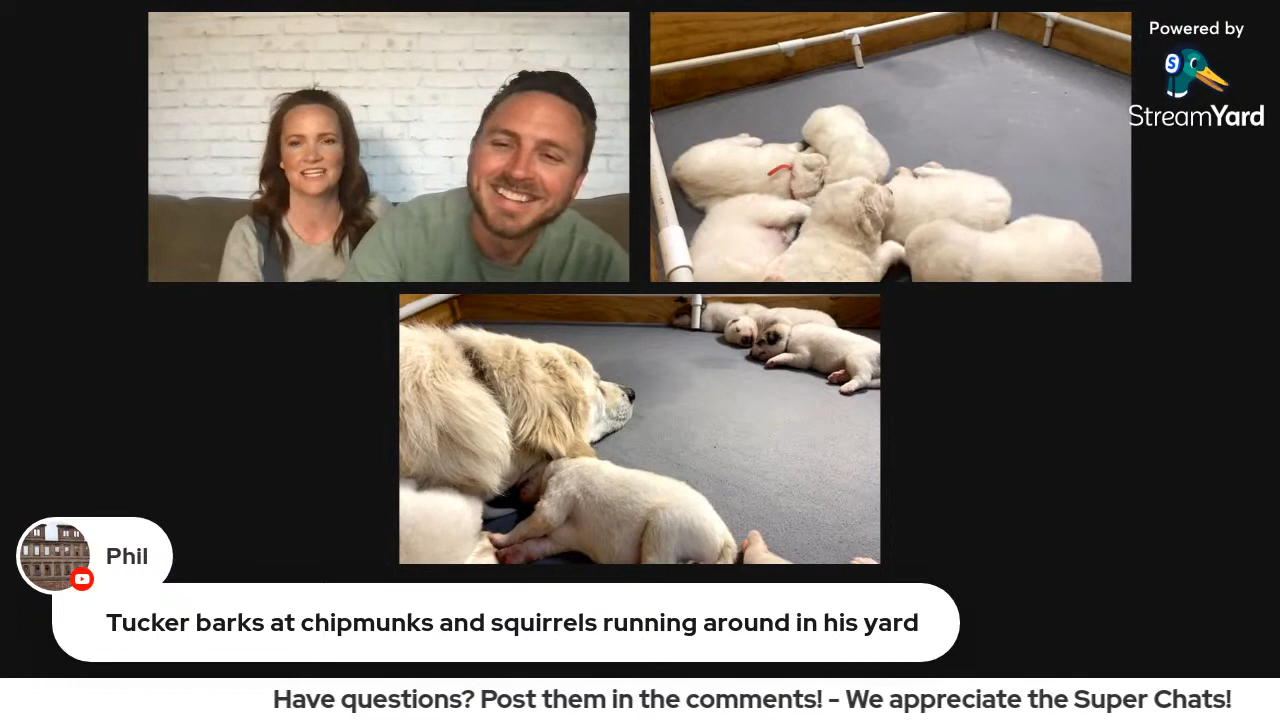 Powered by
StreamYard
Phil
Tucker barks at chipmunks and squirrels running around in his yard
Have questions? Post them in the comments! - We appreciate the Super Chats!